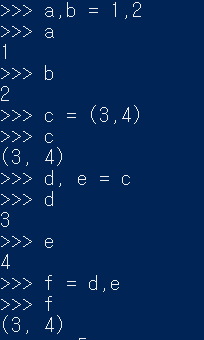 >>> a,b = 1,2
>>> a
1
>>> b
2
>>> c = (3,4)
>>> c
(3, 4)
>>> d, e = c
>>> d
3
>>> e
4
>>> f = d,e
>>> f
(3, 4)